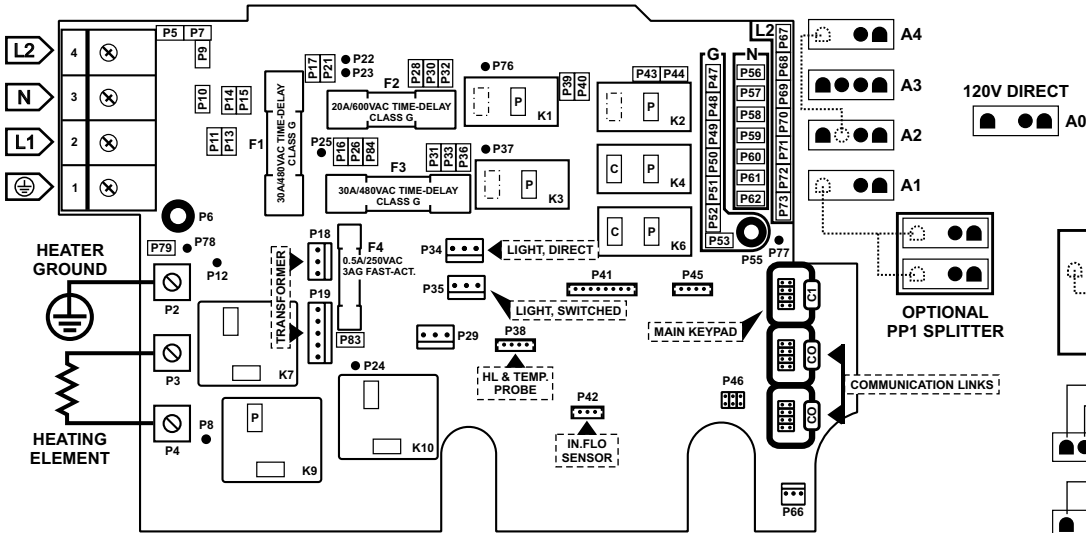 L2
N
L1
4
3
2
1
P5 P7
P9
P10
P14
P15
P11
P13
P17
P21
P22
P23
F1
30A/480VAC TIME-DELAY
CLASS G
P25
F2
P28
P30
P32
20A/600VAC TIME-DELAY
CLASS G
P16
P26
P84
F3
P31
P33
P36
30A/480VAC TIME-DELAY
CLASS G
P76
P
K1
P39
P40
P37
P
K3
P43 P44
P
K2
C P
K4
C P
K6
G
P47
P48
P49
P50
P51
P52
P53
N
P56
P57
P58
P59
P60
P61
P62
L2
P67
P68
P69
P70
P71
P72
P73
P55
P77
A4
A3
A2
A1
120V DIRECT
A0
OPTIONAL
PP1 SPLITTER
P6
P79
P78
P12
HEATER
GROUND
P2
P3
P4
HEATING
ELEMENT
P8
TRANSFORMER
P18
P19
F4
0.5A/250VAC
3AG FAST-ACT.
P83
K7
P
K9
P24
K10
P34
LIGHT, DIRECT
P35
LIGHT, SWITCHED
P29
P38
HL & TEMP.
PROBE
P41
P45
P42
IN.FLO
SENSOR
MAIN KEYPAD
C1
CO
CO
COMMUNICATION LINKS
P46
P66